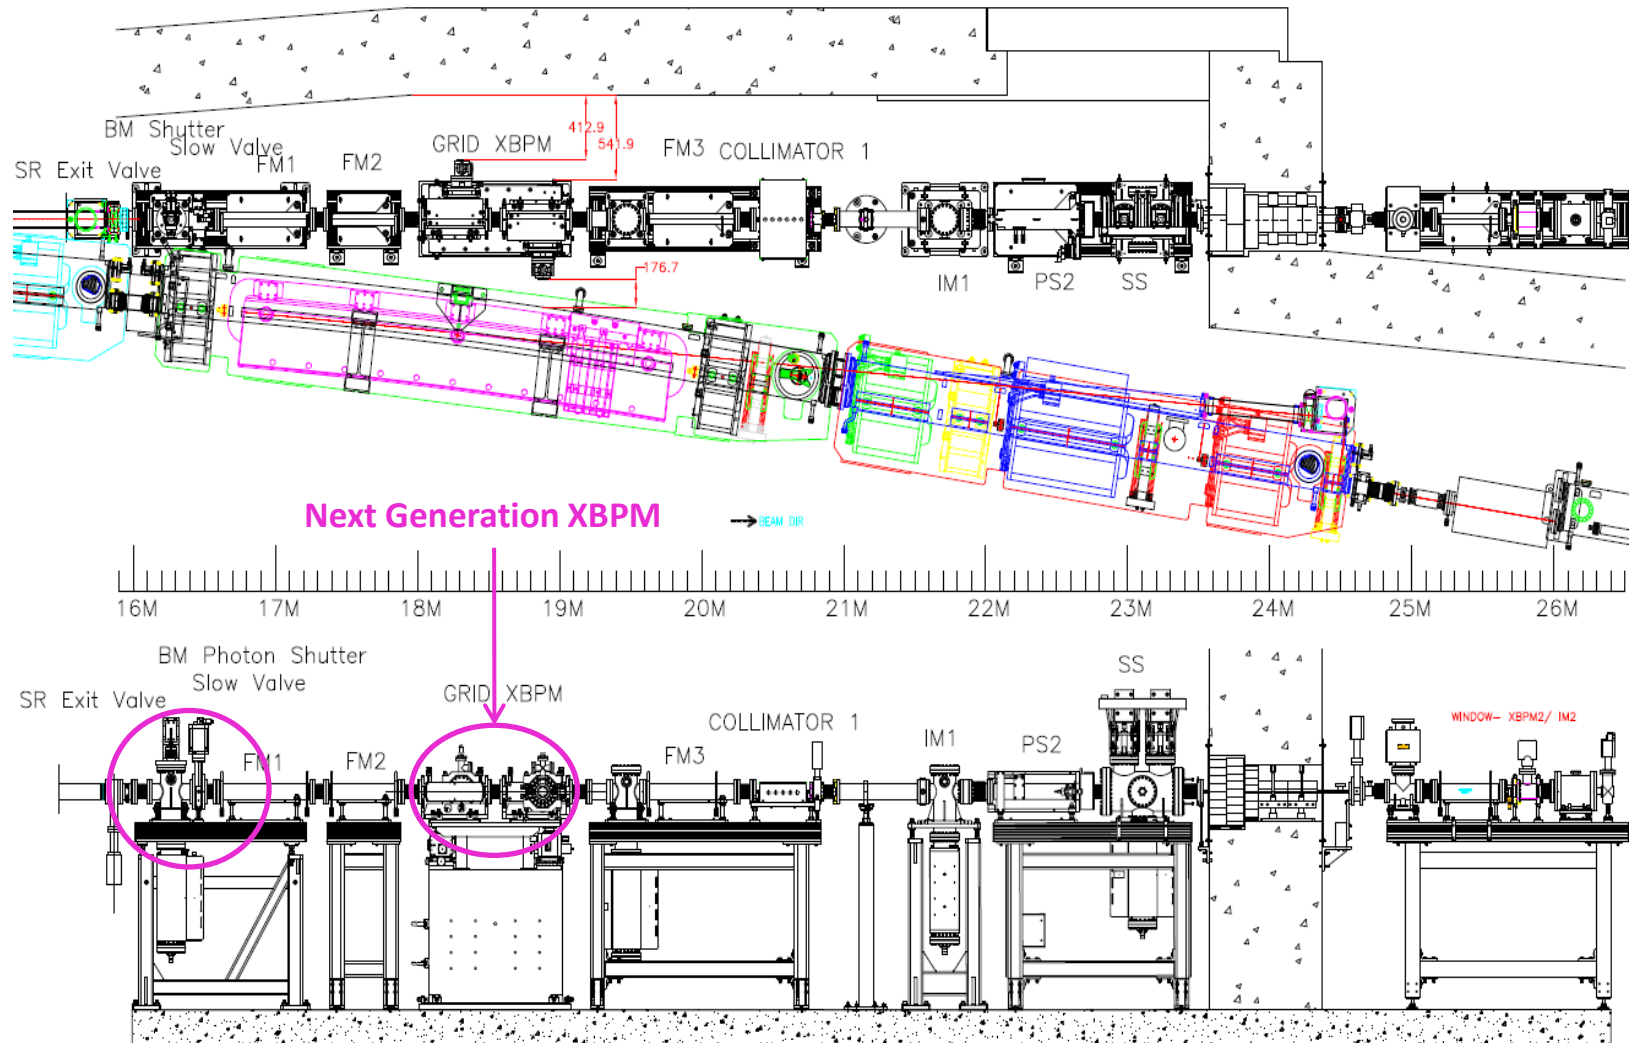 412.9
541.9
BM Shutter
Slow Valve
SR Exit Valve
FM1
FM2
GRID XBPM
FM3
COLLIMATOR 1
176.7
IM1
PS2
SS
Next Generation XBPM
BEAM DIR
16M 17M 18M 19M 20M 21M 22M 23M 24M 25M 26M
BM Photon Shutter
Slow Valve
SR Exit Valve
FM1
FM2
GRID XBPM
FM3
COLLIMATOR 1
IM1
PS2
SS
WINDOW- XBPM2/ IM2